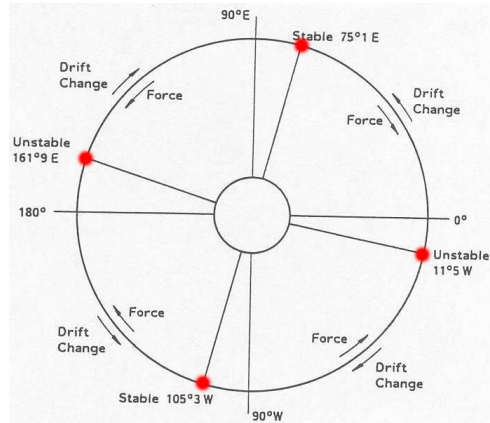 90°E
Stable 75°1 E
Drift
Change
Force
Drift
Change
Force
Unstable
161°9 E
180°
0°
Unstable
11°5 W
Force
Drift
Change
Force
Drift
Change
Stable 105°3 W
90°W